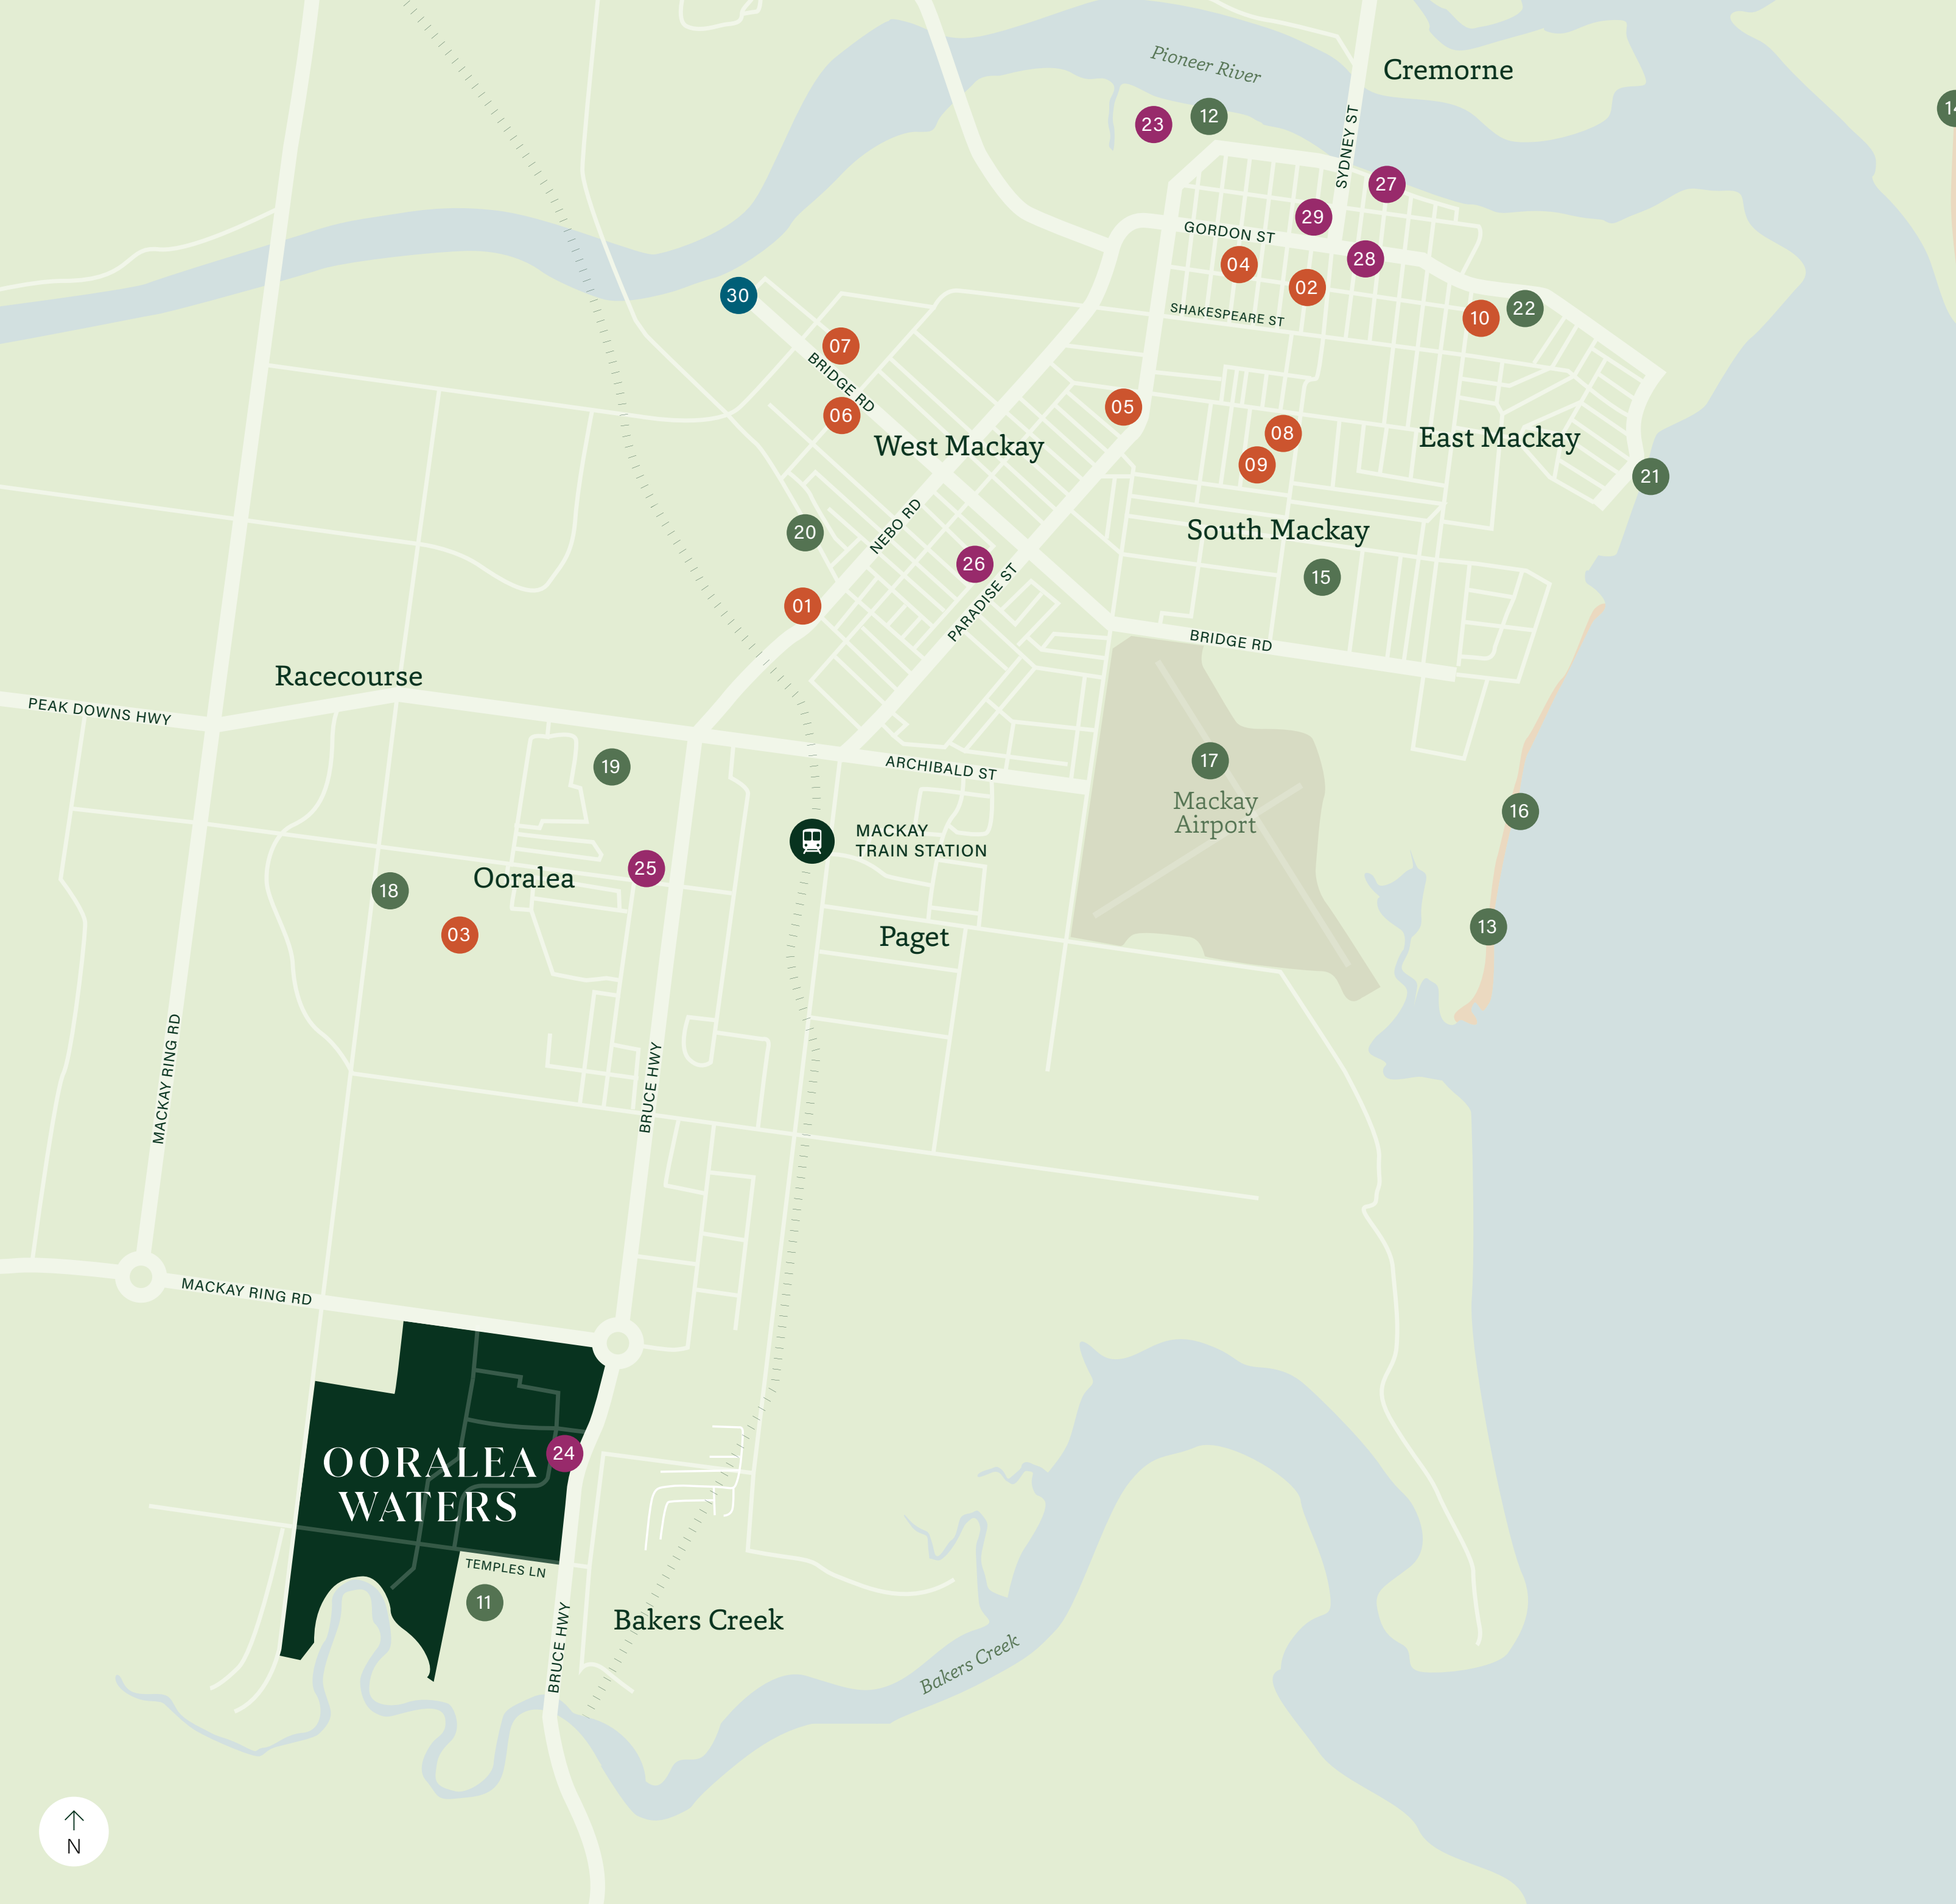 Pioneer River
Cremorne
14
23
12
SYDNEY ST
27
29
GORDON ST
28
04
02
30
SHAKESPEARE ST
10
22
07
BRIDGE RD
06
05
West Mackay
08
East Mackay
09
21
NEBO RD
20
South Mackay
26
15
PARADISE ST
01
BRIDGE RD
Racecourse
PEAK DOWNS HWY
19
ARCHIBALD ST
17
Mackay
Airport
16
MACKAY
TRAIN STATION
25
Ooralea
18
13
03
Paget
MACKAY RING RD
BRUCE HWY
MACKAY RING RD
OORALEA
WATERS
24
TEMPLES LN
11
Bakers Creek
BRUCE HWY
Bakers Creek
N